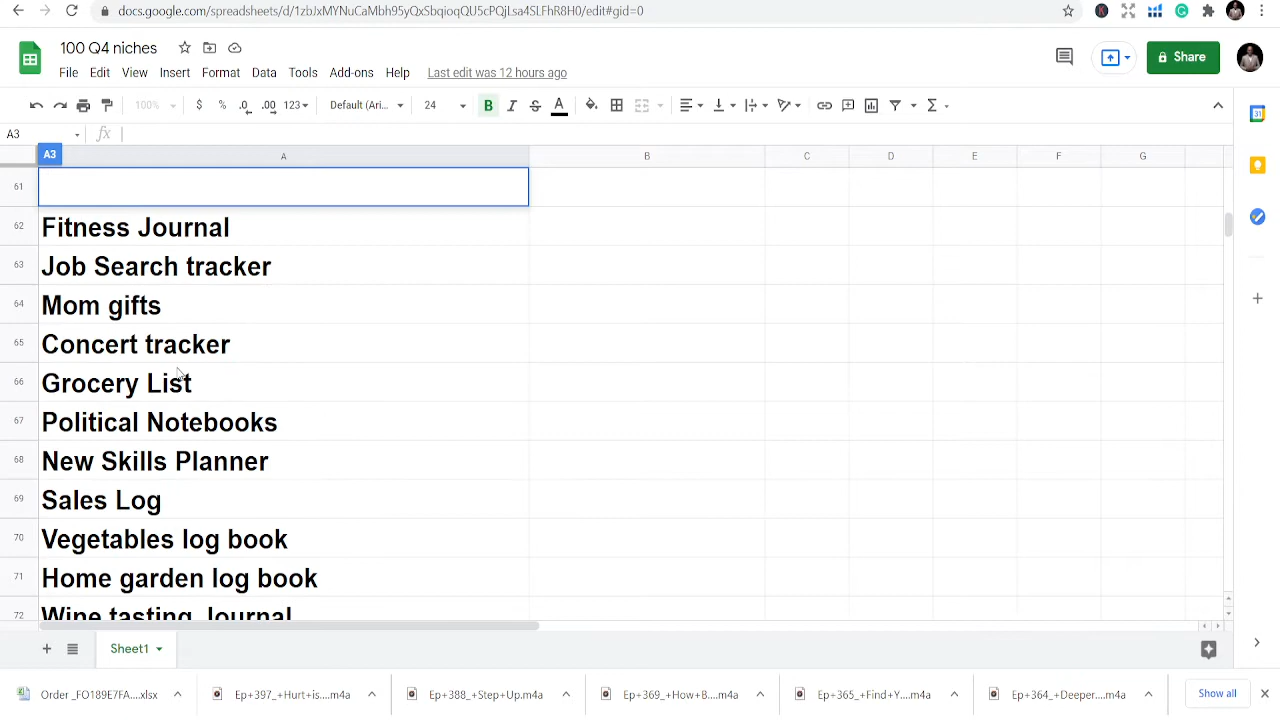 docs.google.com/spreadsheets/d/1zbJxMYNuCaMbh95yQxSbqioqQU5cPQjLsa4SLFhR8H0/edit#gid=0
100 Q4 niches
File Edit View Insert Format Data Tools Add-ons Help Last edit was 12 hours ago
Share
100% $ % .0 .00 123 Default (Ari... 24 B I S A
A3 fx
A3 A B C D E F G
61
62 Fitness Journal
63 Job Search tracker
64 Mom gifts
65 Concert tracker
66 Grocery List
67 Political Notebooks
68 New Skills Planner
69 Sales Log
70 Vegetables log book
71 Home garden log book
72 Wine tasting Journal
Sheet1
Order _FO189E7FA....xlsx Ep+397_+Hurt+is....m4a Ep+388_+Step+Up.m4a Ep+369_+How+B....m4a Ep+365_+Find+Y....m4a Ep+364_+Deeper....m4a Show all